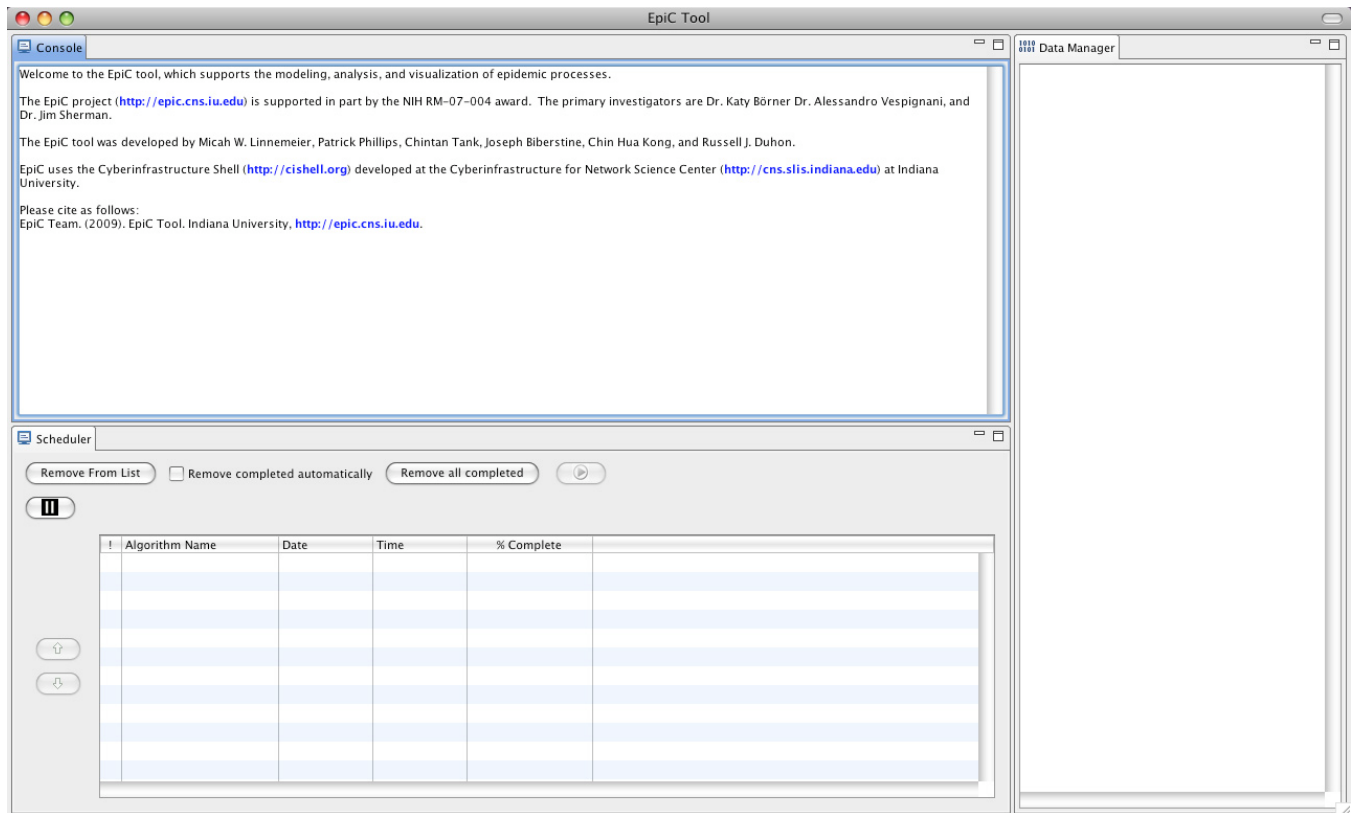 EpiC Tool
Console
Welcome to the EpiC tool, which supports the modeling, analysis, and visualization of epidemic processes.
The EpiC project (http://epic.cns.iu.edu) is supported in part by the NIH RM-07-004 award.  The primary investigators are Dr. Katy Börner Dr. Alessandro Vespignani, and
Dr. Jim Sherman.
The EpiC tool was developed by Micah W. Linnemeier, Patrick Phillips, Chintan Tank, Joseph Biberstine, Chin Hua Kong, and Russell J. Duhon.
EpiC uses the Cyberinfrastructure Shell (http://cishell.org) developed at the Cyberinfrastructure for Network Science Center (http://cns.slis.indiana.edu) at Indiana
University.
Please cite as follows:
EpiC Team. (2009). EpiC Tool. Indiana University, http://epic.cns.iu.edu.
Scheduler
Remove From List
Remove completed automatically
Remove all completed
! Algorithm Name Date Time % Complete
1010
0101 Data Manager